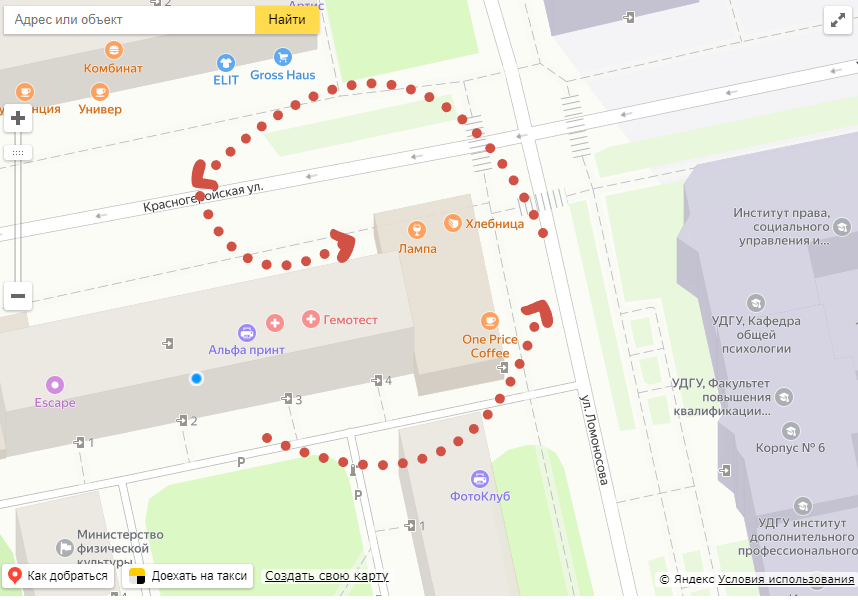 2
Артис
Адрес или объект
Найти
Комбинат
ELIT
Gross Haus
Универ
Красногеройская ул.
Лампа
Хлебница
Институт права,
социального
управления и...
Гемотест
Альфа принт
One Price
Coffee
УДГУ, Кафедра
общей
психологии
Escape
4
3
2
1
УДГУ, Факультет
повышения
квалификации...
ул. Ломоносова
Корпус № 6
P
P
ФотоКлуб
1
УДГУ институт
дополнительного
профессионального
Министерство
физической
культуры
Как добраться
Доехать на такси
Создать свою карту
© Яндекс Условия использования